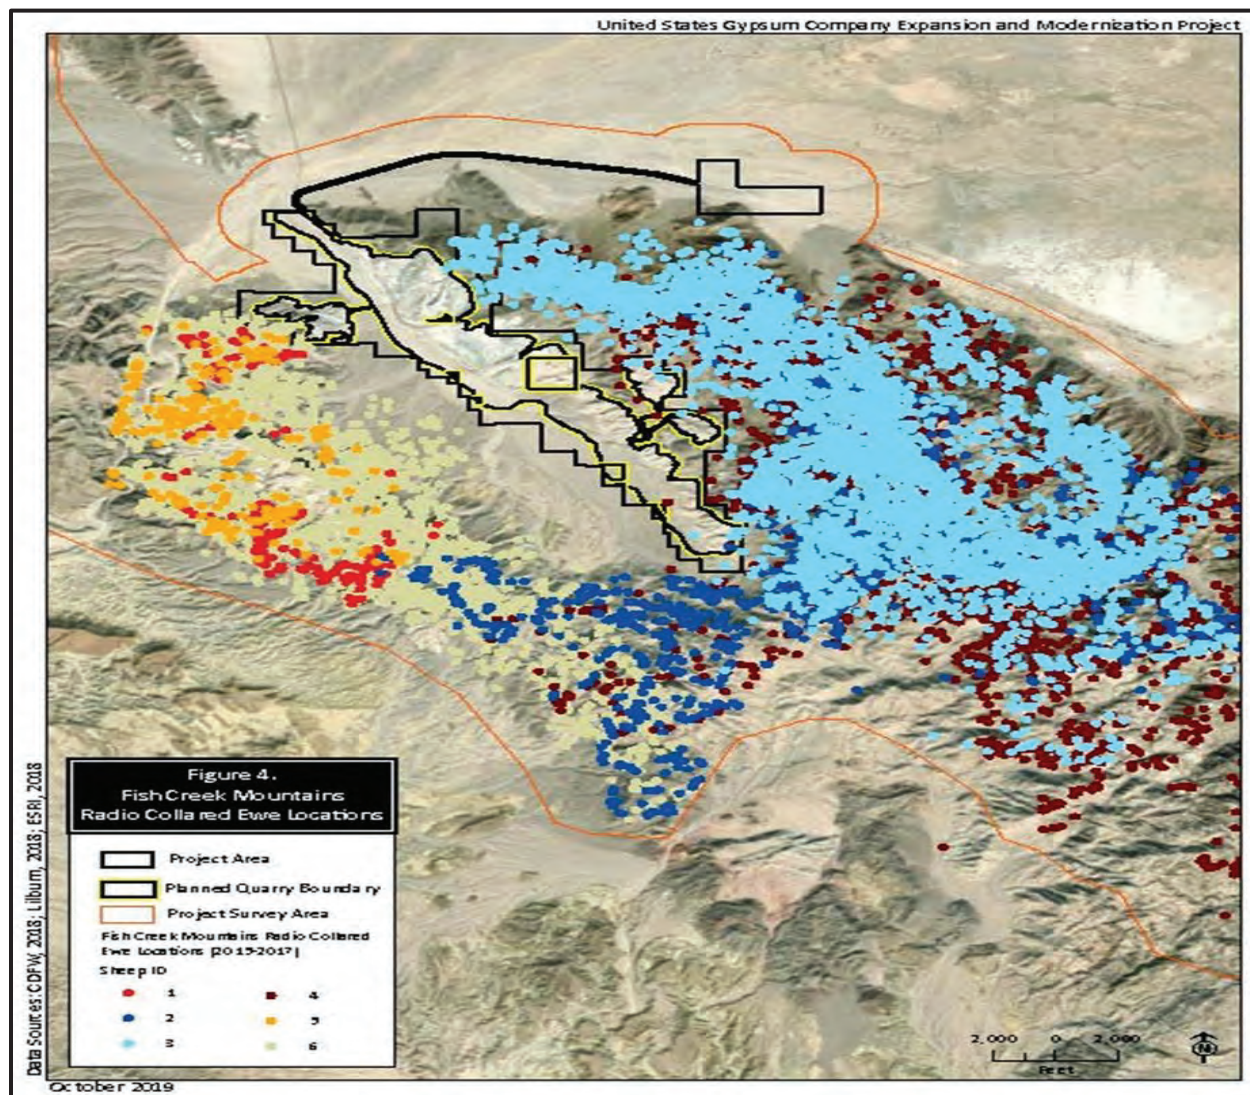 United States Gypsum Company Expansion and Modernization Project
Figure 4.
Fish Creek Mountains
Radio Collared Ewe Locations
Project Area
Planned Quarry Boundary
Project Survey Area
Fish Creek Mountains Radio Collared
Ewe Locations (2015-2017)
Sheep ID
1
2
3
4
5
6
2,000 0 2,000
Feet
N
Data Sources: CDFW, 2018; Lilburn, 2018; ESRI, 2018
October 2019